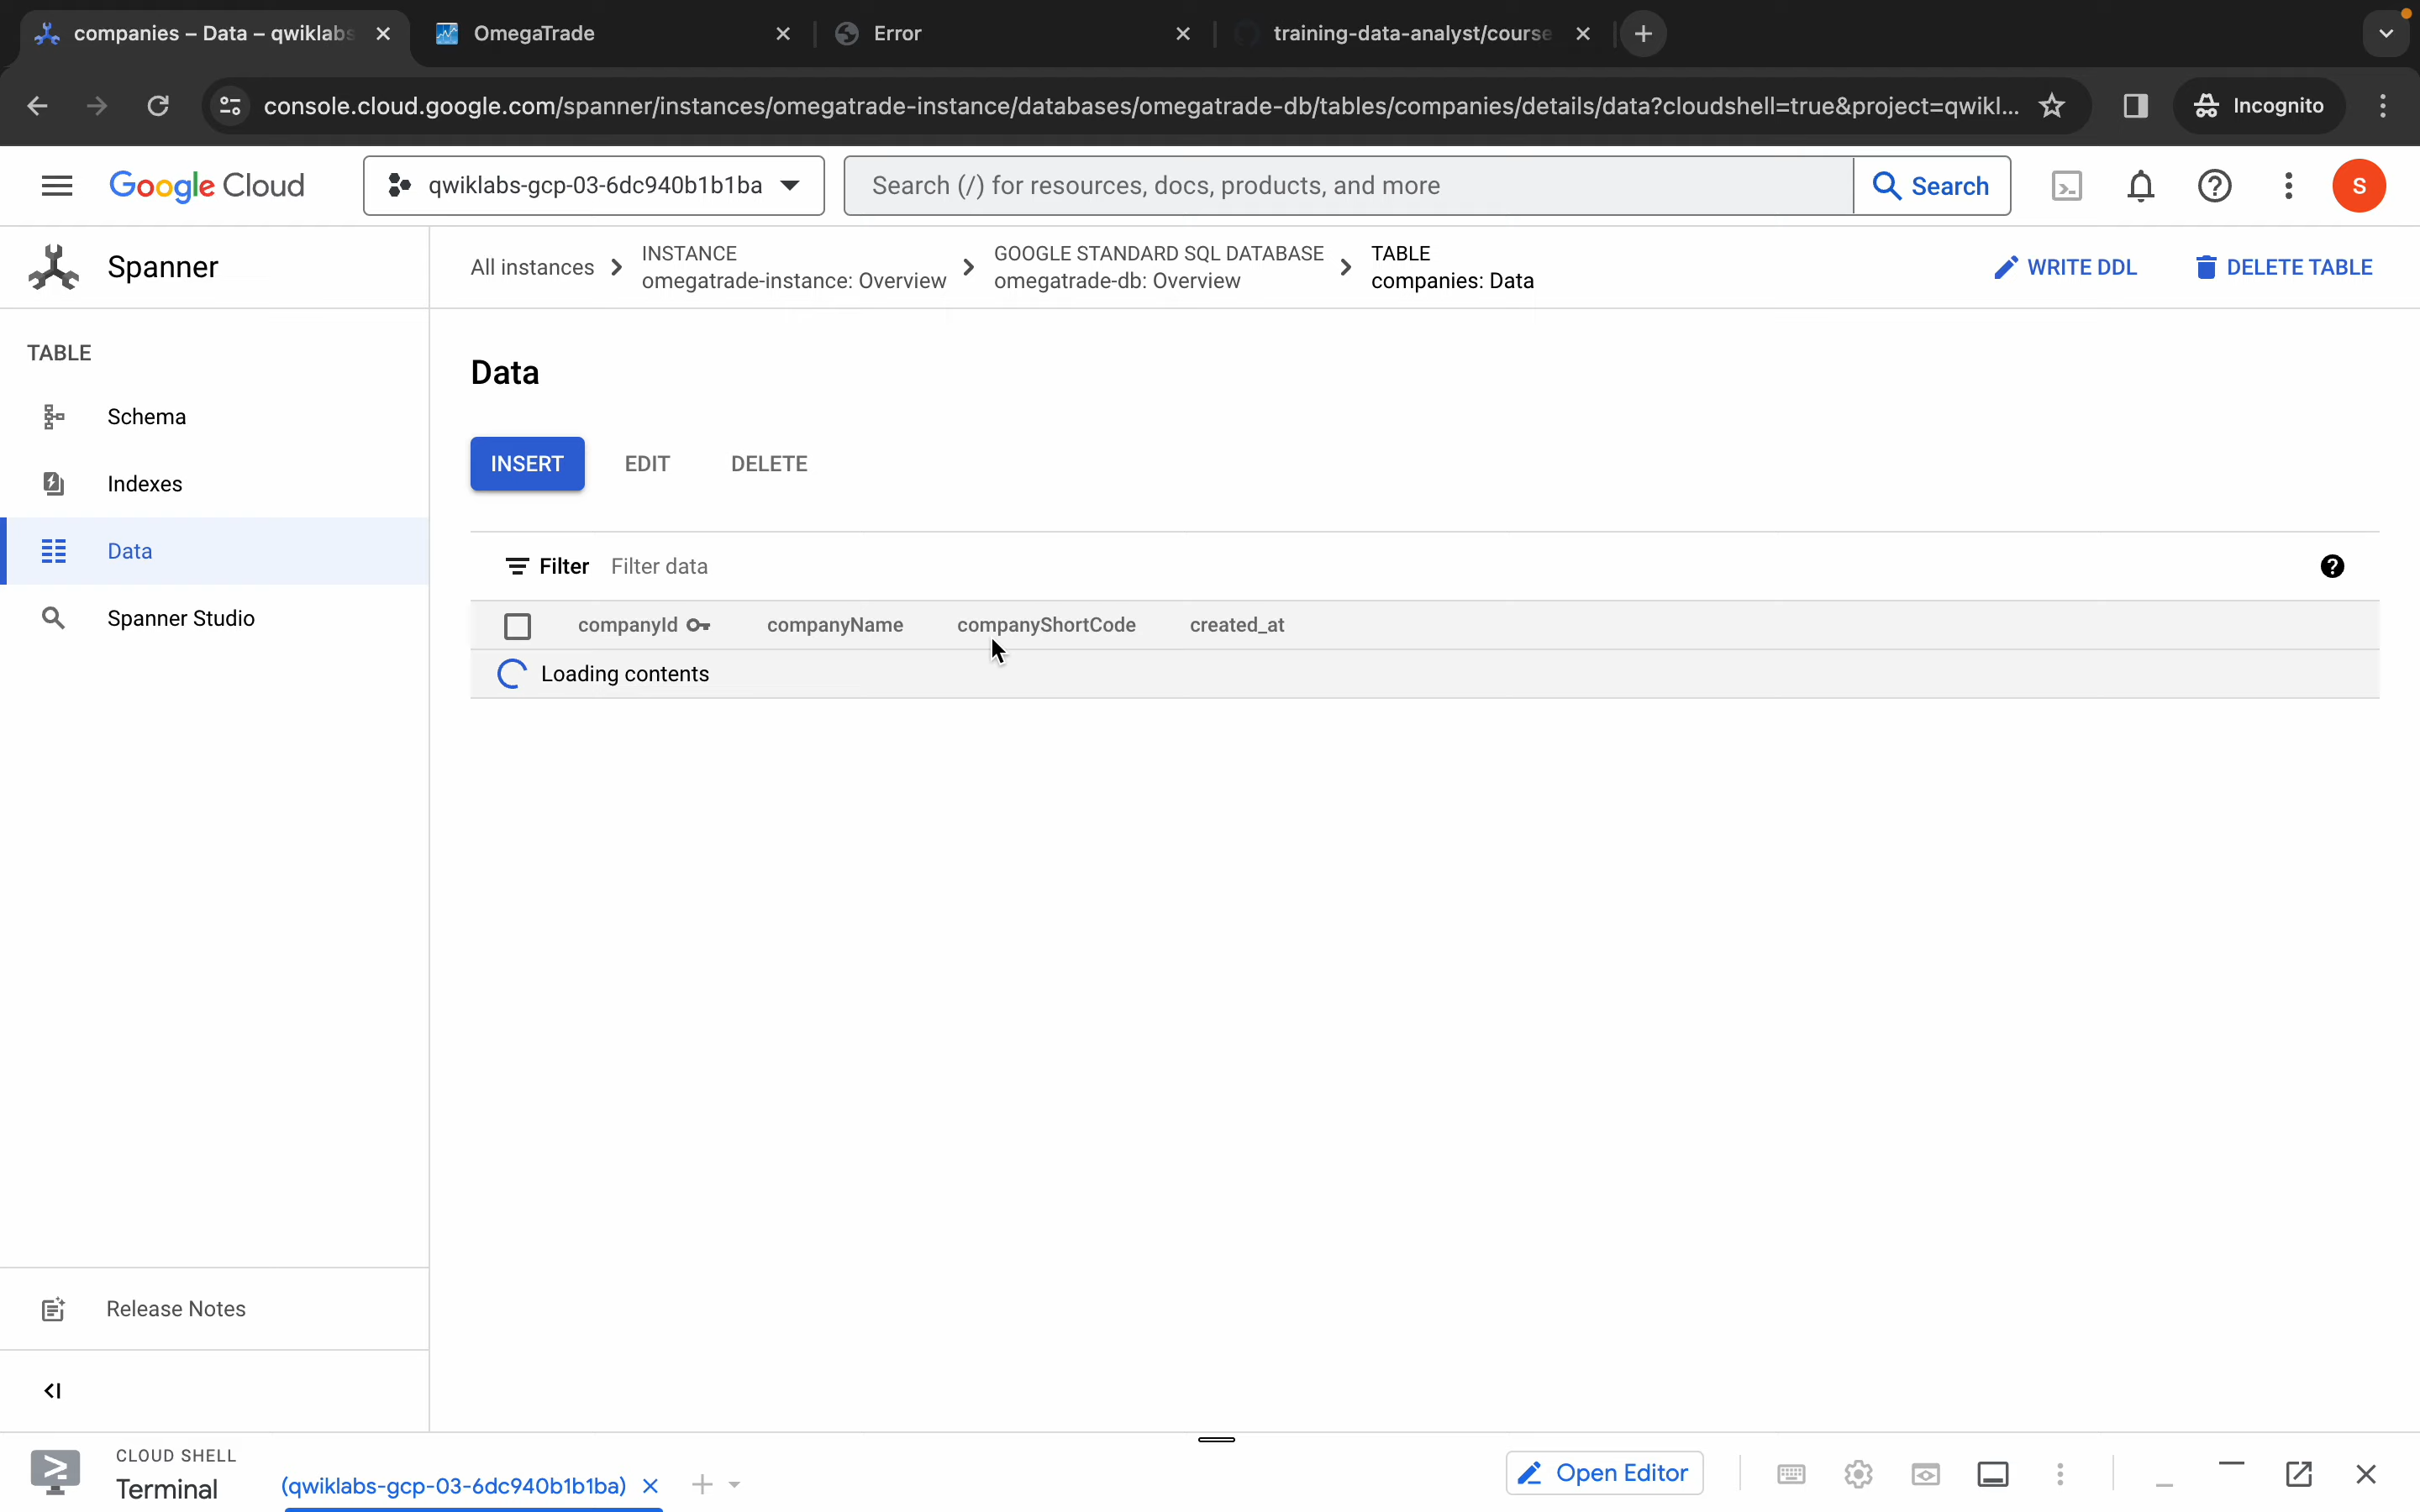 companies – Data – qwiklabs
OmegaTrade
Error
training-data-analyst/course
console.cloud.google.com/spanner/instances/omegatrade-instance/databases/omegatrade-db/tables/companies/details/data?cloudshell=true&project=qwikl...
Incognito
Google Cloud
qwiklabs-gcp-03-6dc940b1b1ba
Search (/) for resources, docs, products, and more
Search
S
Spanner
All instances
INSTANCE
omegatrade-instance: Overview
GOOGLE STANDARD SQL DATABASE
omegatrade-db: Overview
TABLE
companies: Data
WRITE DDL
DELETE TABLE
TABLE
Schema
Indexes
Data
Spanner Studio
Data
INSERT
EDIT
DELETE
Filter
Filter data
companyId
companyName
companyShortCode
created_at
Loading contents
Release Notes
CLOUD SHELL
Terminal
(qwiklabs-gcp-03-6dc940b1b1ba)
Open Editor